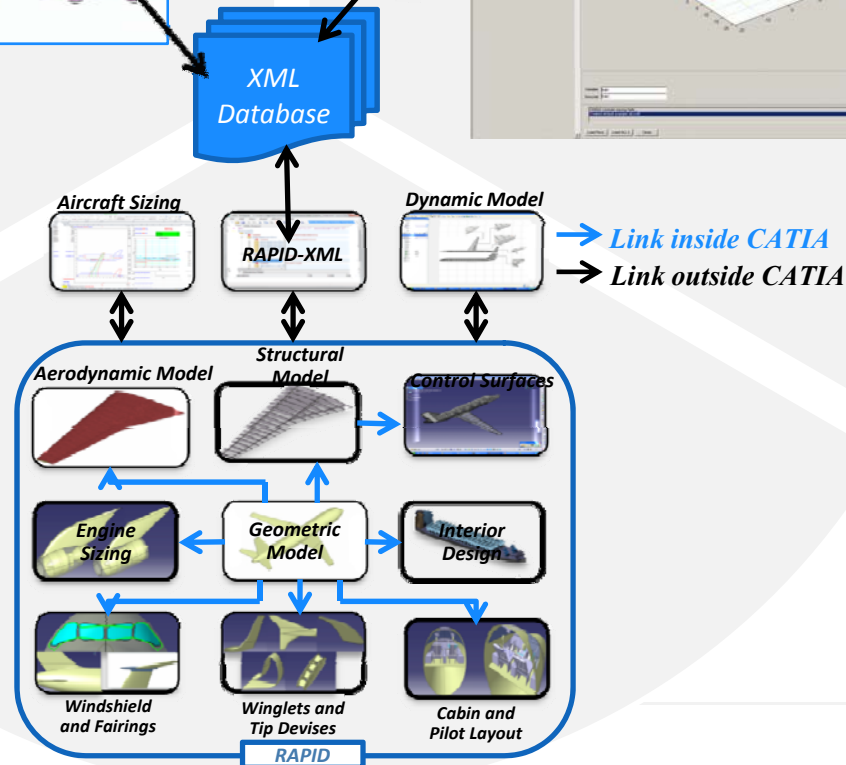 XML
Database
Aircraft Sizing
RAPID-XML
Dynamic Model
Link inside CATIA
Link outside CATIA
Aerodynamic Model
Structural
Model
Control Surfaces
Engine
Sizing
Geometric
Model
Interior
Design
Windshield
and Fairings
Winglets and
Tip Devises
Cabin and
Pilot Layout
RAPID